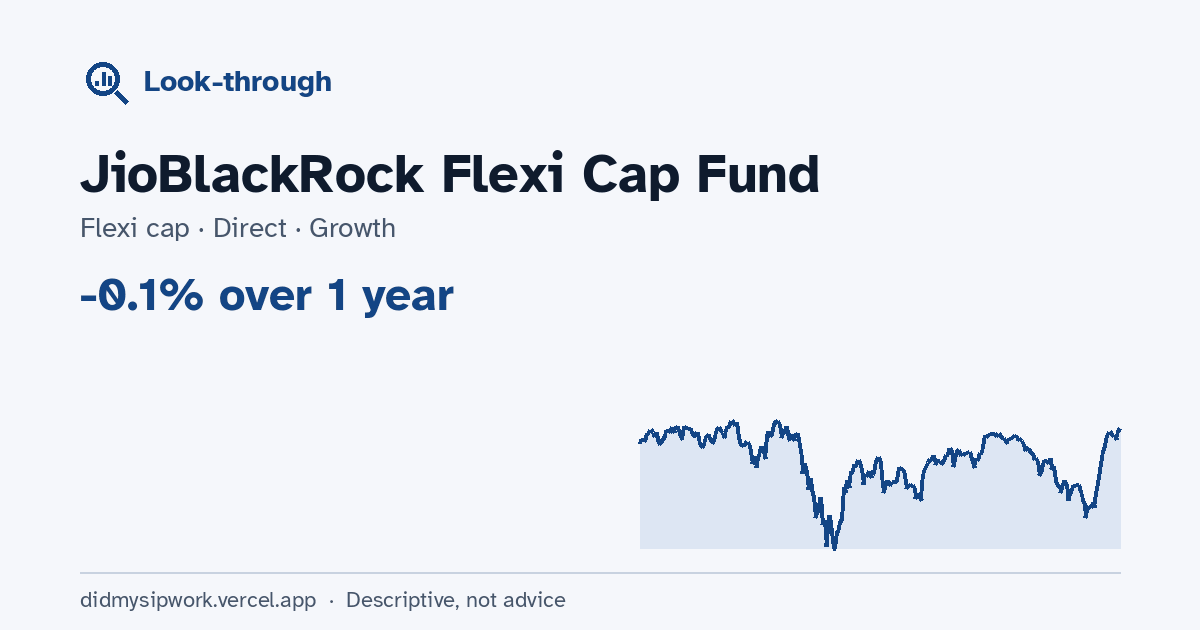 Look-through
JioBlackRock Flexi Cap Fund
Flexi cap · Direct · Growth
-0.1% over 1 year
didmysipwork.vercel.app · Descriptive, not advice